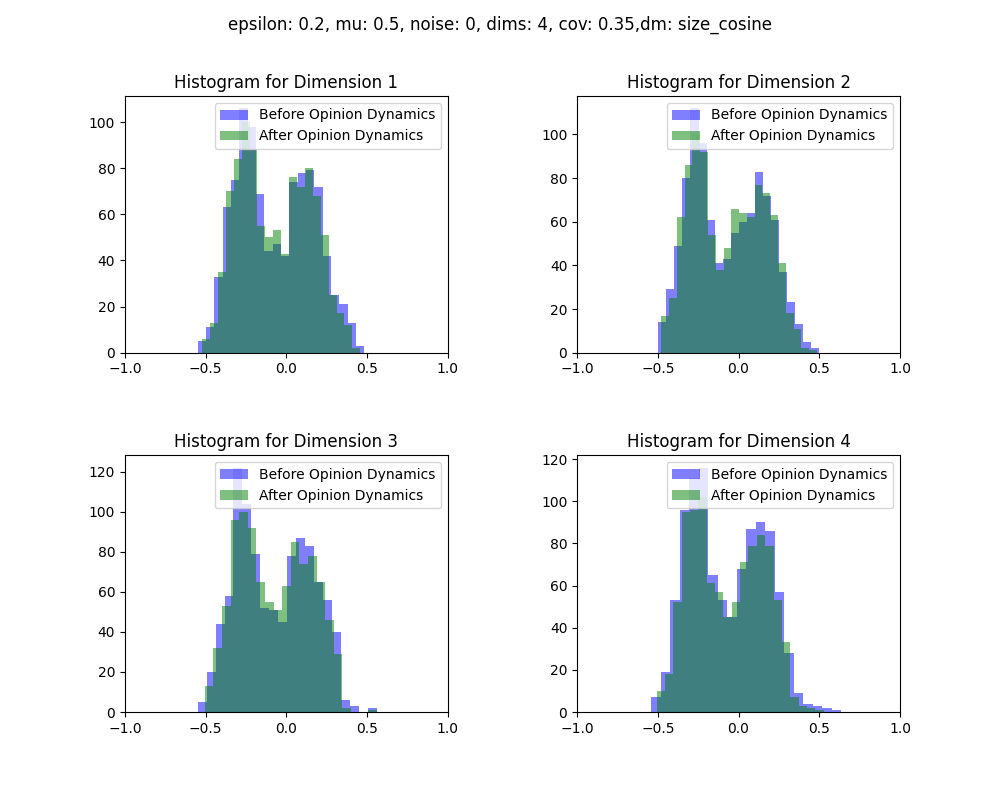 epsilon: 0.2, mu: 0.5, noise: 0, dims: 4, cov: 0.35,dm: size_cosine
Histogram for Dimension 1
Before Opinion Dynamics
After Opinion Dynamics
100
80
60
40
20
0
−1.0 −0.5 0.0 0.5 1.0
Histogram for Dimension 2
Before Opinion Dynamics
After Opinion Dynamics
100
80
60
40
20
0
−1.0 −0.5 0.0 0.5 1.0
Histogram for Dimension 3
Before Opinion Dynamics
After Opinion Dynamics
120
100
80
60
40
20
0
−1.0 −0.5 0.0 0.5 1.0
Histogram for Dimension 4
Before Opinion Dynamics
After Opinion Dynamics
120
100
80
60
40
20
0
−1.0 −0.5 0.0 0.5 1.0